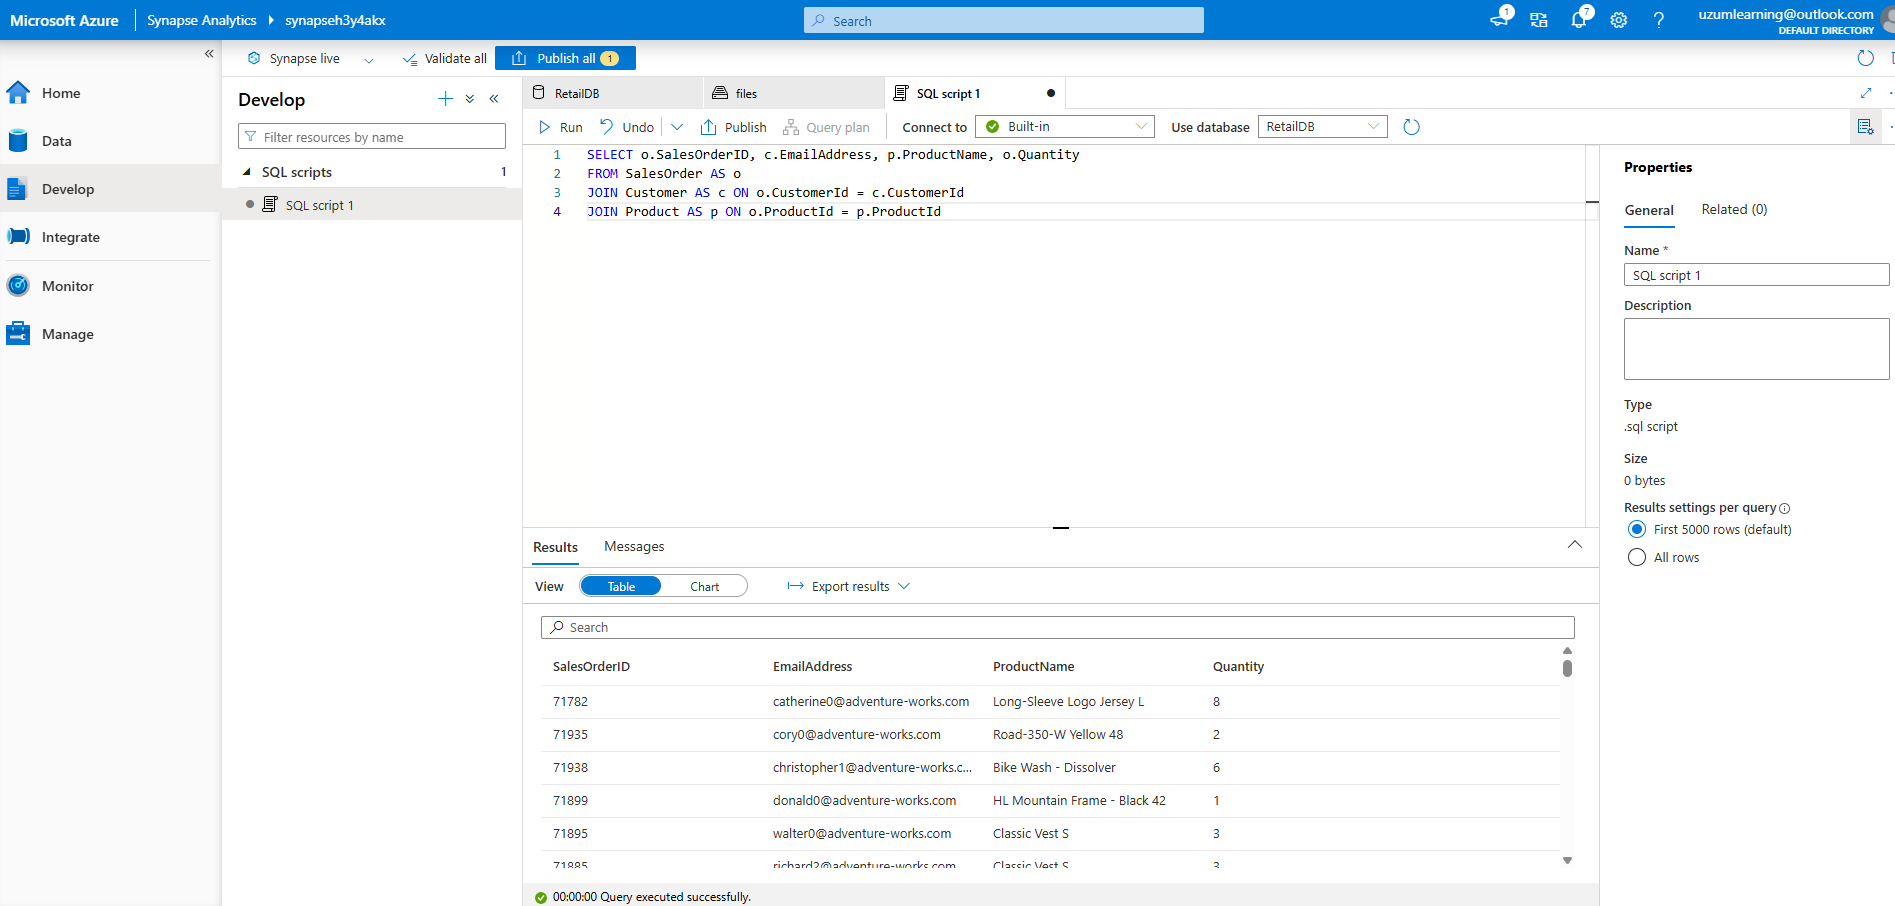 Microsoft Azure | Synapse Analytics synapseh3y4akx
Search
1
7
uzumlearning@outlook.com
DEFAULT DIRECTORY
Synapse live
Validate all
Publish all 1
Home
Data
Develop
Integrate
Monitor
Manage
Develop
Filter resources by name
SQL scripts 1
SQL script 1
RetailDB
files
SQL script 1
Run
Undo
Publish
Query plan
Connect to
Built-in
Use database
RetailDB
1 SELECT o.SalesOrderID, c.EmailAddress, p.ProductName, o.Quantity
2 FROM SalesOrder AS o
3 JOIN Customer AS c ON o.CustomerId = c.CustomerId
4 JOIN Product AS p ON o.ProductId = p.ProductId
Results Messages
View Table Chart Export results
Search
SalesOrderID EmailAddress ProductName Quantity
71782 catherine0@adventure-works.com Long-Sleeve Logo Jersey L 8
71935 cory0@adventure-works.com Road-350-W Yellow 48 2
71938 christopher1@adventure-works.c... Bike Wash - Dissolver 6
71899 donald0@adventure-works.com HL Mountain Frame - Black 42 1
71895 walter0@adventure-works.com Classic Vest S 3
71885 richard2@adventure-works.com Classic Vest S 3
00:00:00 Query executed successfully.
Properties
General Related (0)
Name *
SQL script 1
Description
Type
.sql script
Size
0 bytes
Results settings per query
First 5000 rows (default)
All rows